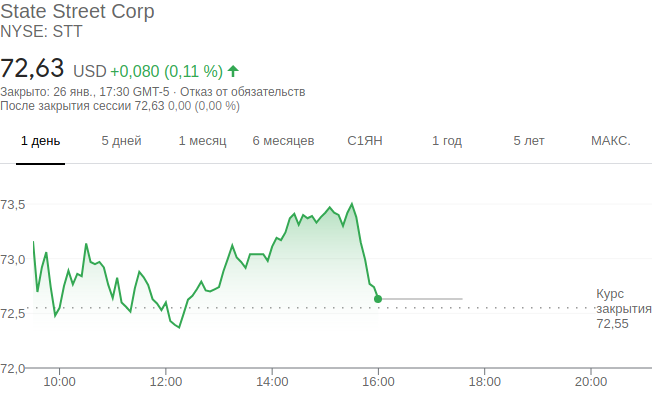 State Street Corp
NYSE: STT
72,63 USD +0,080 (0,11 %)
Закрыто: 26 янв., 17:30 GMT-5 · Отказ от обязательств
После закрытия сессии 72,63 0,00 (0,00 %)
1 день 5 дней 1 месяц 6 месяцев С1ЯН 1 год 5 лет МАКС.
73,5
73,0
72,5
72,0
Курс
закрытия
72,55
10:00 12:00 14:00 16:00 18:00 20:00